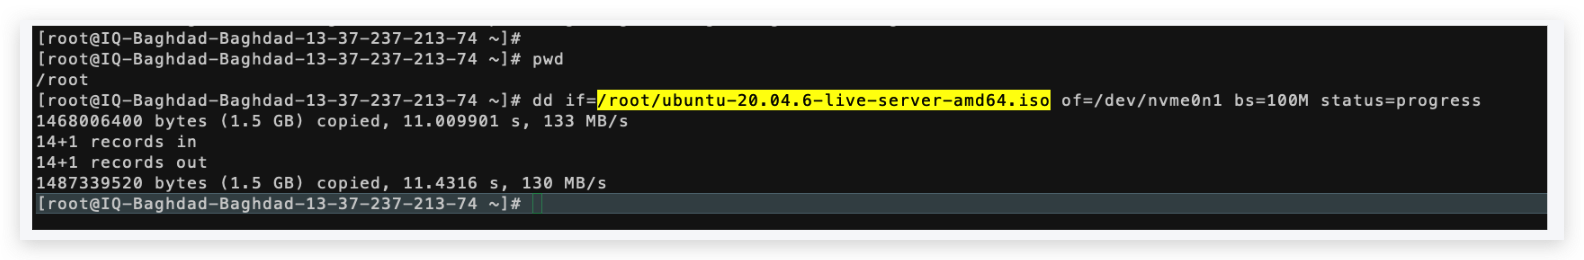 [root@IQ-Baghdad-Baghdad-13-37-237-213-74 ~]#
[root@IQ-Baghdad-Baghdad-13-37-237-213-74 ~]# pwd
/root
[root@IQ-Baghdad-Baghdad-13-37-237-213-74 ~]# dd if=/root/ubuntu-20.04.6-live-server-amd64.iso of=/dev/nvme0n1 bs=100M status=progress
1468006400 bytes (1.5 GB) copied, 11.009901 s, 133 MB/s
14+1 records in
14+1 records out
1487339520 bytes (1.5 GB) copied, 11.4316 s, 130 MB/s
[root@IQ-Baghdad-Baghdad-13-37-237-213-74 ~]#